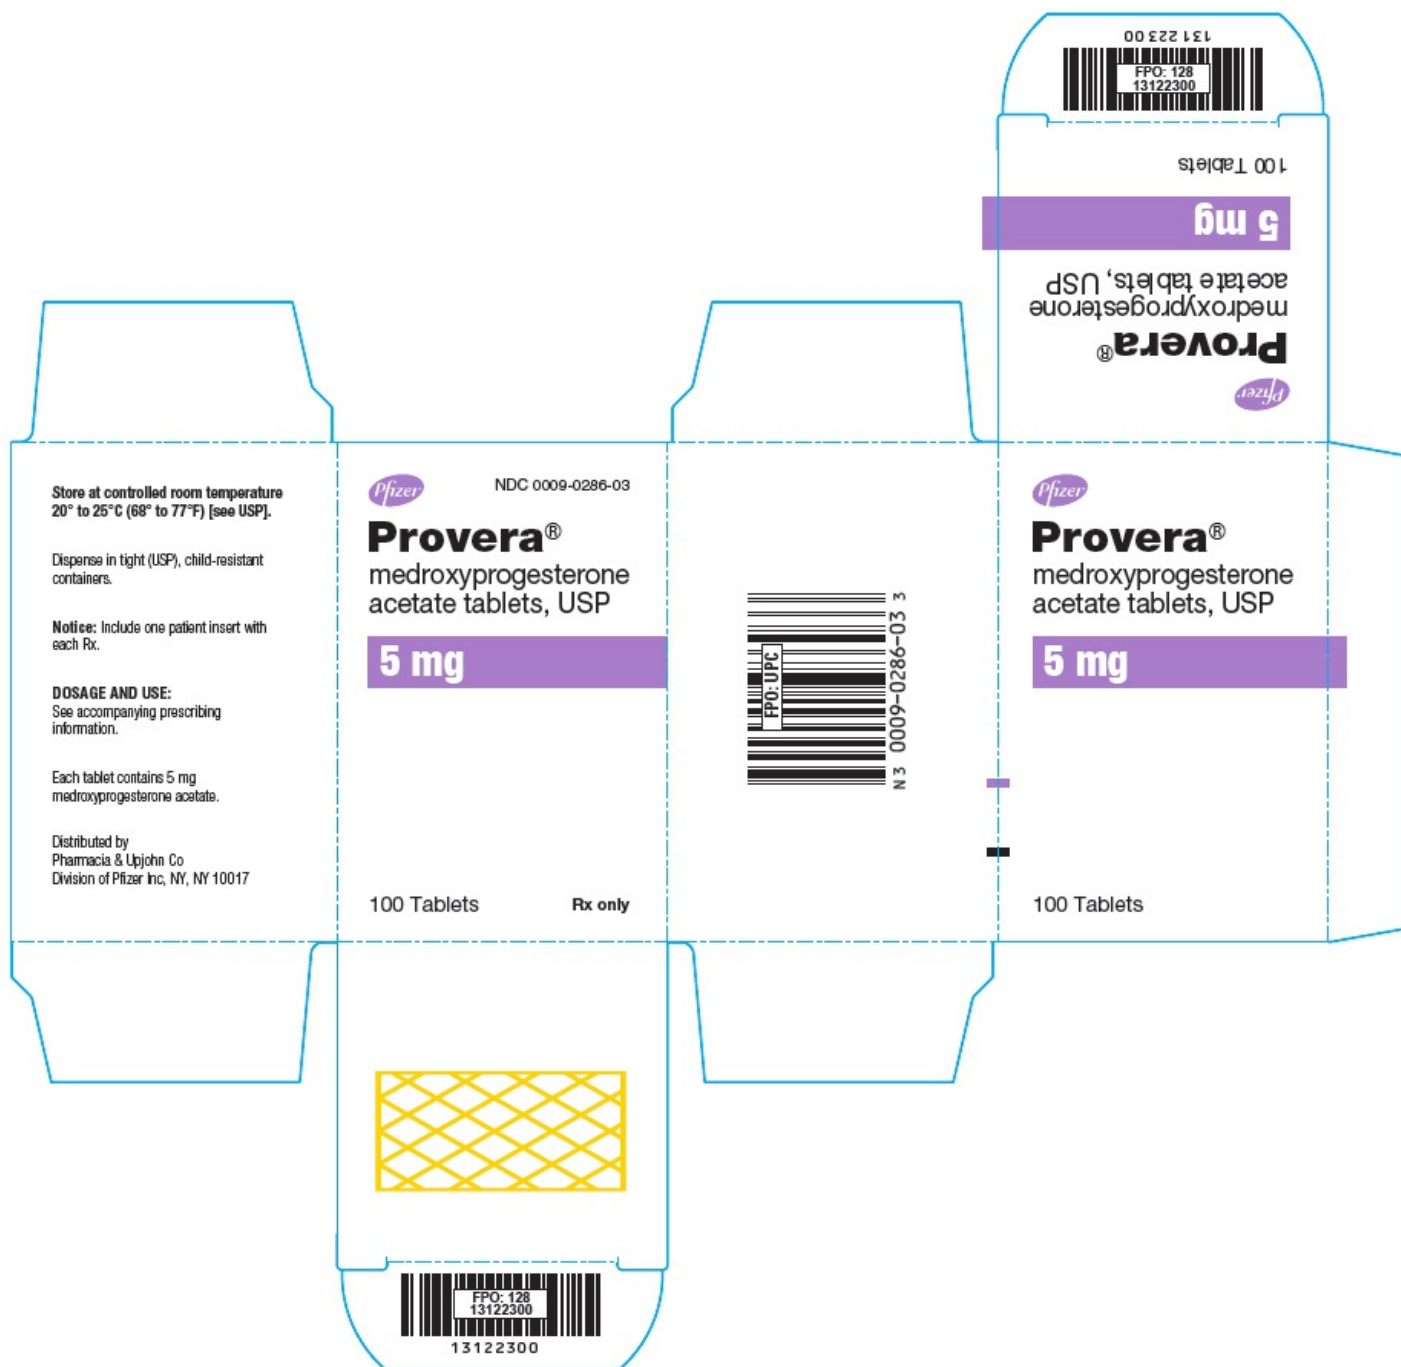 13122300
FPO: 128
13122300
100 Tablets
5 mg
acetate tablets, USP
medroxyprogesterone
Provera®
Pfizer
Store at controlled room temperature
20° to 25°C (68° to 77°F) [see USP].
Dispense in tight (USP), child-resistant
containers.
Notice: Include one patient insert with
each Rx.
DOSAGE AND USE:
See accompanying prescribing
information.
Each tablet contains 5 mg
medroxyprogesterone acetate.
Distributed by
Pharmacia & Upjohn Co
Division of Pfizer Inc, NY, NY 10017
Pfizer
NDC 0009-0286-03
Provera®
medroxyprogesterone
acetate tablets, USP
5 mg
100 Tablets
Rx only
FPO: UPC
N3 0009-0286-03 3
Pfizer
Provera®
medroxyprogesterone
acetate tablets, USP
5 mg
100 Tablets
FPO: 128
13122300
13122300